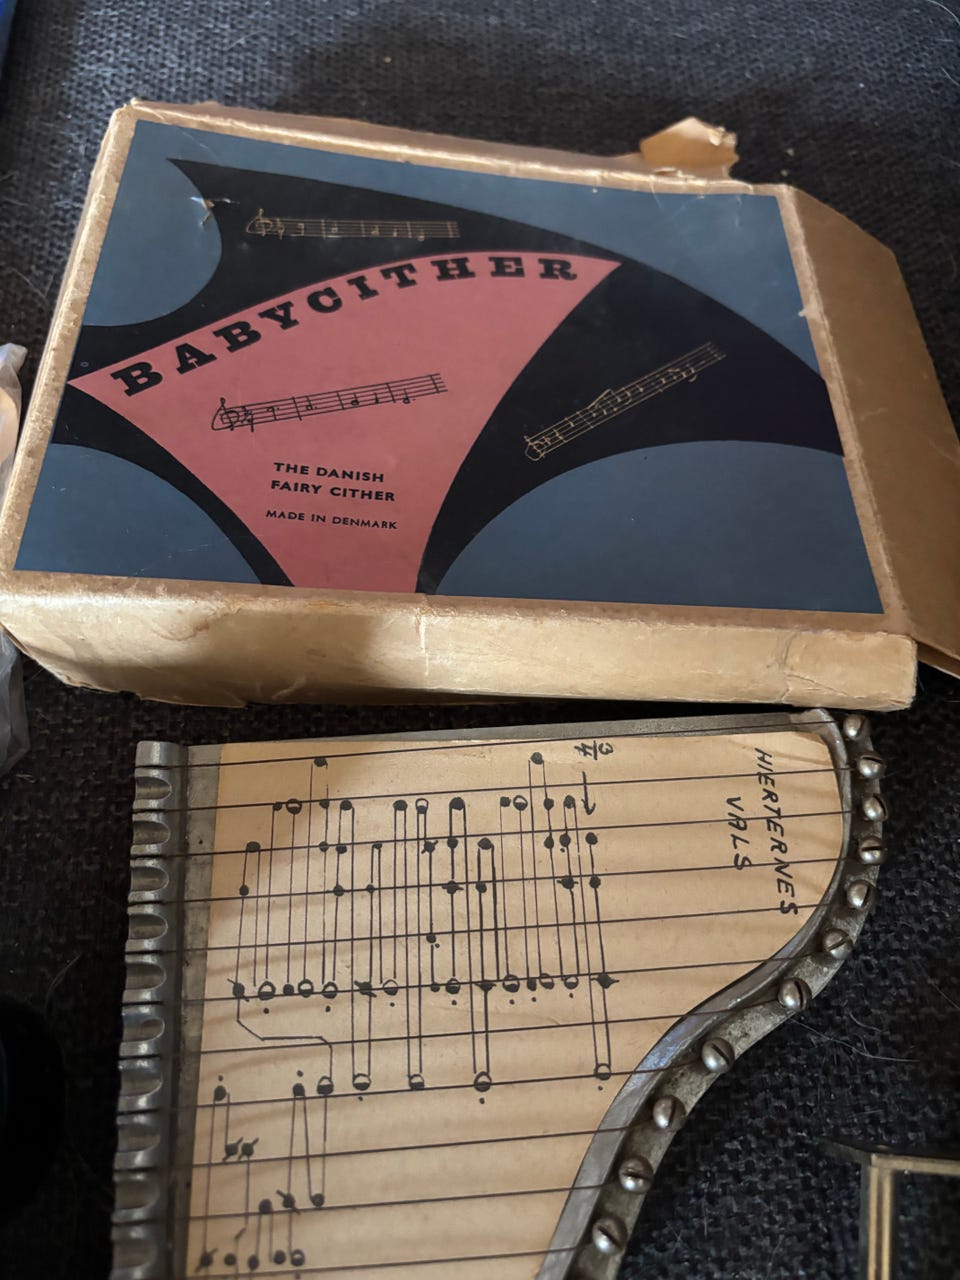 BABYCITHER
THE DANISH
FAIRY CITHER
MADE IN DENMARK
3/4
HJERTERNES
VALS